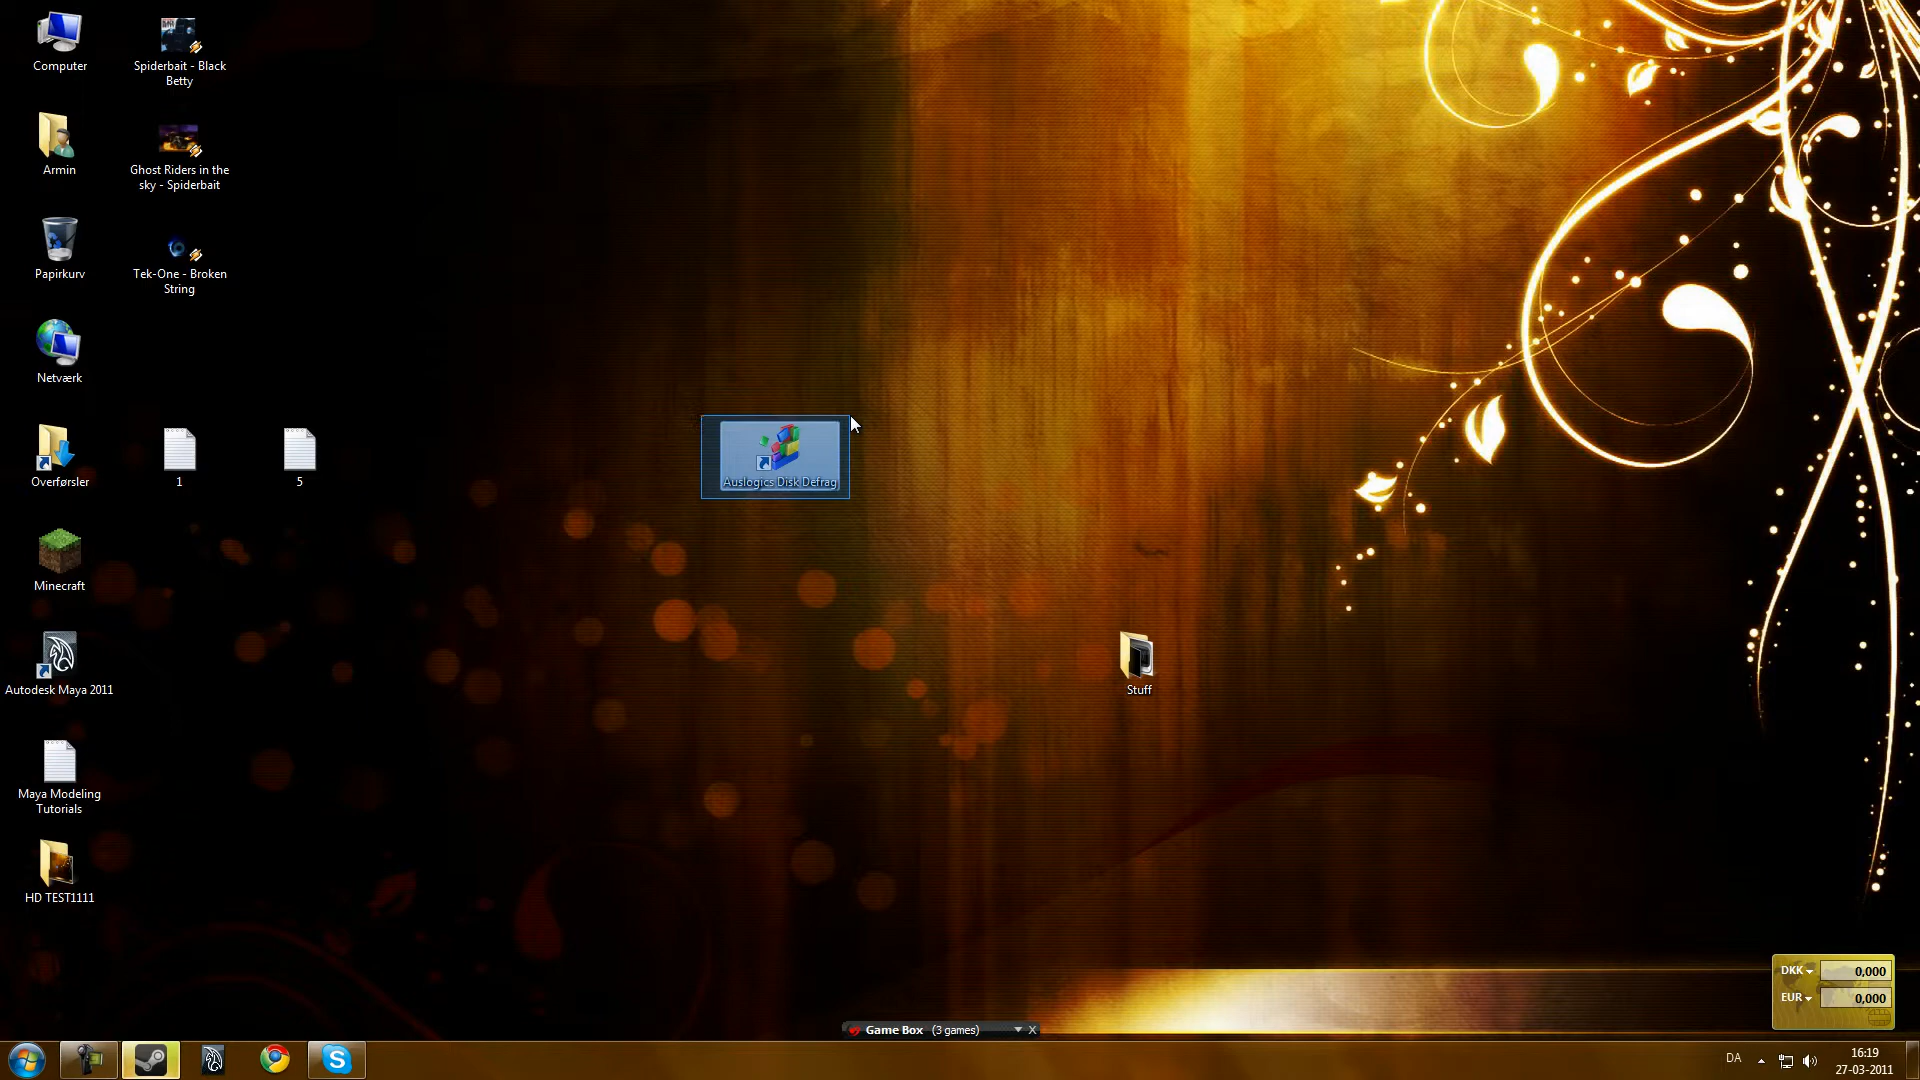 Computer
Spiderbait - Black
Betty
Armin
Ghost Riders in the
sky - Spiderbait
Papirkurv
Tek-One - Broken
String
Netværk
Overførsler
1
5
Auslogics Disk Defrag
Minecraft
Autodesk Maya 2011
Stuff
Maya Modeling
Tutorials
HD TEST1111
DKK 0,000
EUR 0,000
Game Box (3 games) X
DA
16:19
27-03-2011